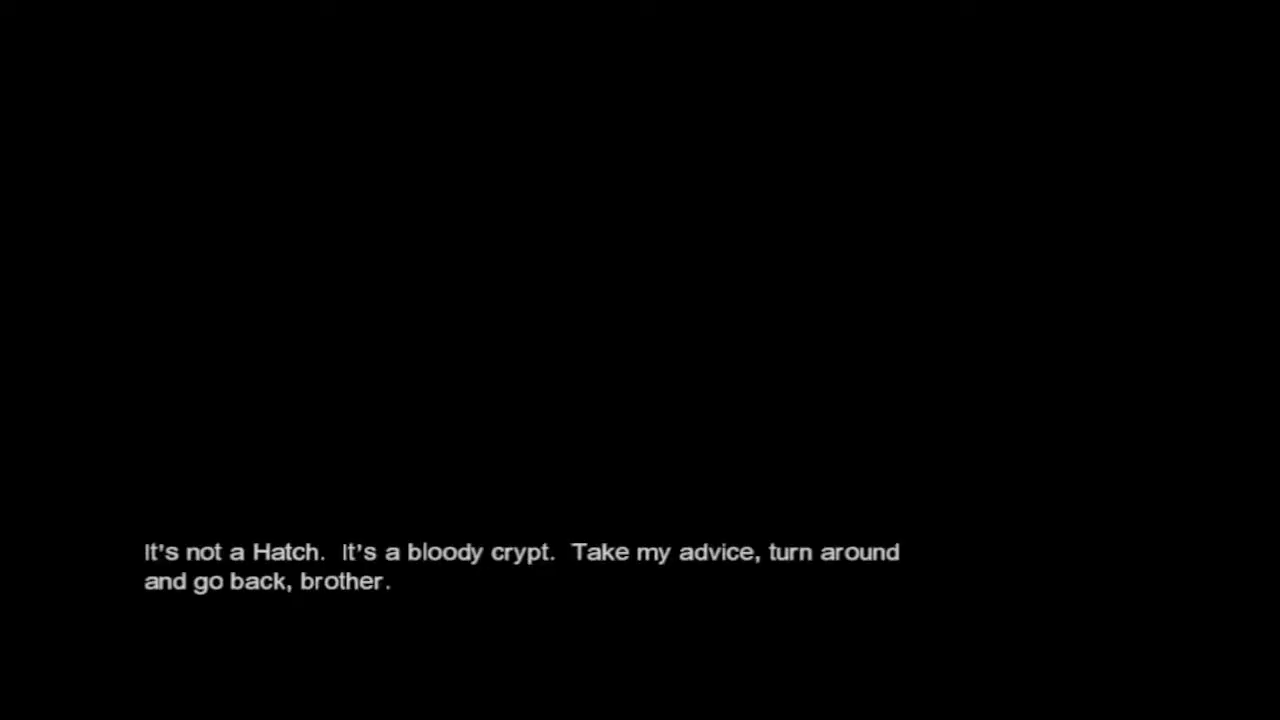 It's not a Hatch.  It's a bloody crypt.  Take my advice, turn around
and go back, brother.